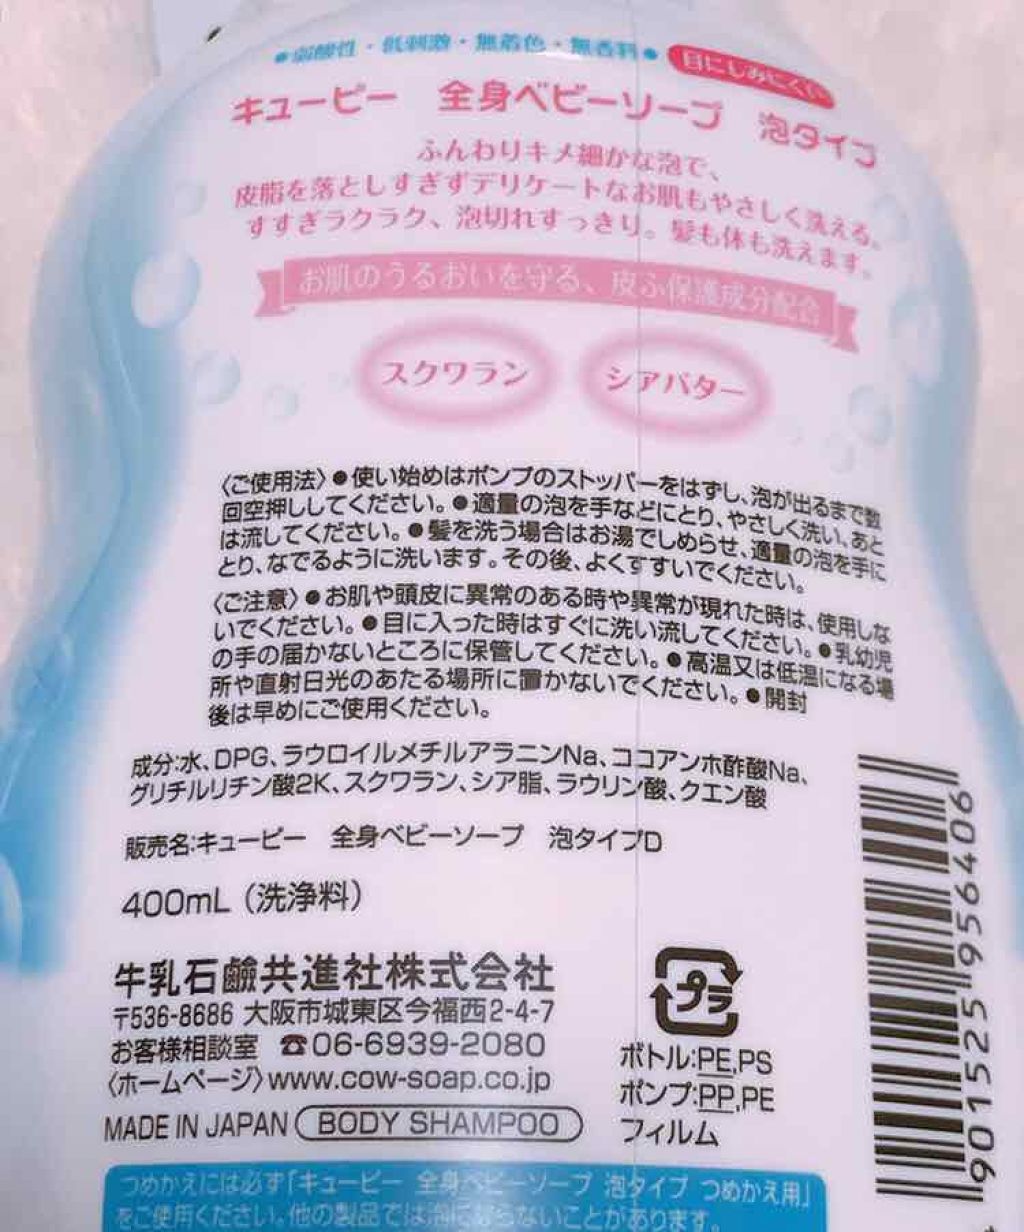 ●弱酸性・低刺激・無着色・無香料● 目にしみにくい
キューピー 全身ベビーソープ 泡タイプ
ふんわりキメ細かな泡で、
皮脂を落としすぎずデリケートなお肌もやさしく洗える。
すすぎラクラク、泡切れすっきり。髪も体も洗えます。
お肌のうるおいを守る、皮ふ保護成分配合
スクワラン シアバター
〈ご使用法〉●使い始めはポンプのストッパーをはずし、泡が出るまで数
回空押ししてください。●適量の泡を手などにとり、やさしく洗い、あと
は流してください。●髪を洗う場合はお湯でしめらせ、適量の泡を手に
とり、なでるように洗います。その後、よくすすいでください。
〈ご注意〉●お肌や頭皮に異常のある時や異常が現れた時は、使用しな
いでください。●目に入った時はすぐに洗い流してください。●乳幼児
の手の届かないところに保管してください。●高温又は低温になる場
所や直射日光のあたる場所に置かないでください。●開封
後は早めにご使用ください。
成分:水、DPG、ラウロイルメチルアラニンNa、ココアンホ酢酸Na、
グリチルリチン酸2K、スクワラン、シア脂、ラウリン酸、クエン酸
販売名:キューピー 全身ベビーソープ 泡タイプD
400mL（洗浄料）
牛乳石鹼共進社株式会社
〒536-8686 大阪市城東区今福西2-4-7
お客様相談室 ☎06-6939-2080
〈ホームページ〉www.cow-soap.co.jp
MADE IN JAPAN BODY SHAMPOO
プラ
ボトル:PE,PS
ポンプ:PP,PE
フィルム
9015255956406
つめかえには必ず「キューピー 全身ベビーソープ 泡タイプ つめかえ用」
をご使用ください。他の製品では泡にならないことがあります。